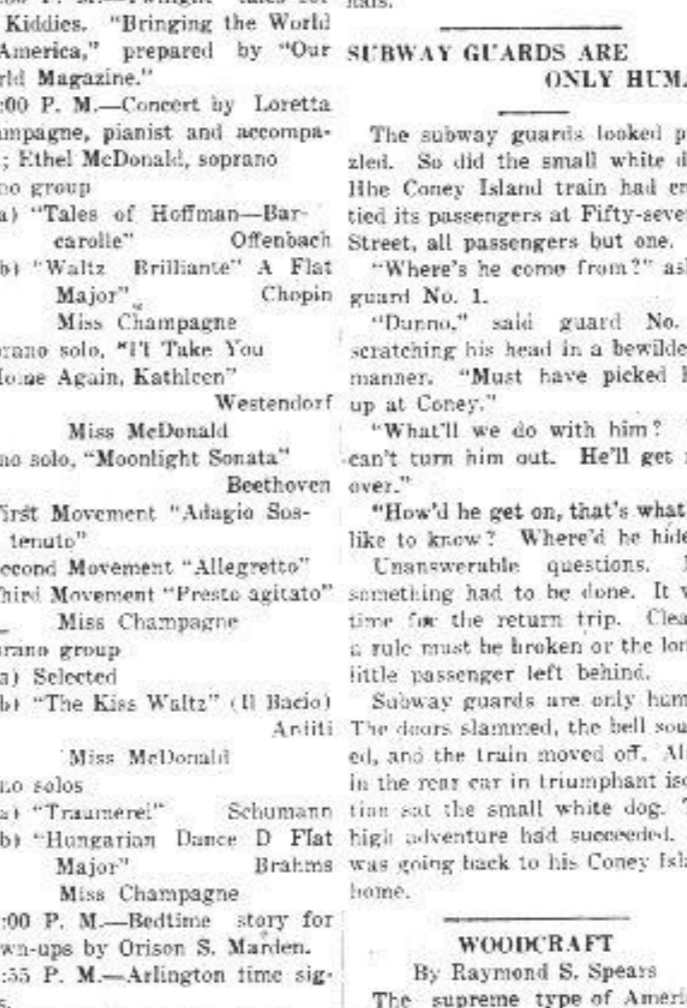 Kiddies. "Bringing the World
America," prepared by "Our
rld Magazine."
:00 P. M.—Concert by Loretta
ampagne, pianist and accompa-
; Ethel McDonald, soprano
no group
a) "Tales of Hoffman—Bar-
carolle" Offenbach
b) "Waltz Brilliante" A Flat
Major" Chopin
Miss Champagne
rano solo, "I'l Take You
Home Again, Kathleen"
Westendorf
Miss McDonald
no solo, "Moonlight Sonata"
Beethoven
First Movement "Adagio Sos-
tenuto"
econd Movement "Allegretto"
hird Movement "Presto agitato"
Miss Champagne
rano group
a) Selected
b) "The Kiss Waltz" (Il Bacio)
Arditi
Miss McDonald
no solos
a) "Traumerei" Schumann
b) "Hungarian Dance D Flat
Major" Brahms
Miss Champagne
:00 P. M.—Bedtime story for
wn-ups by Orison S. Marden.
:55 P. M.—Arlington time sig-
SUBWAY GUARDS ARE
ONLY HUMA
The subway guards looked p
zled. So did the small white d
Hhe Coney Island train had em
tied its passengers at Fifty-seve
Street, all passengers but one.
"Where's he come from?" as
guard No. 1.
"Dunno," said guard No.
scratching his head in a bewilde
manner. "Must have picked h
up at Coney."
"What'll we do with him?
can't turn him out. He'll get r
over."
"How'd he get on, that's what
like to know? Where'd he hide
Unanswerable questions.
something had to be done. It w
time for the return trip. Clea
a rule must be broken or the lon
little passenger left behind.
Subway guards are only hum
The doors slammed, the bell sou
ed, and the train moved off. Al
in the rear car in triumphant iso
tion sat the small white dog. T
high adventure had succeeded.
was going back to his Coney Isla
home.
WOODCRAFT
By Raymond S. Spears
The supreme type of Ameri